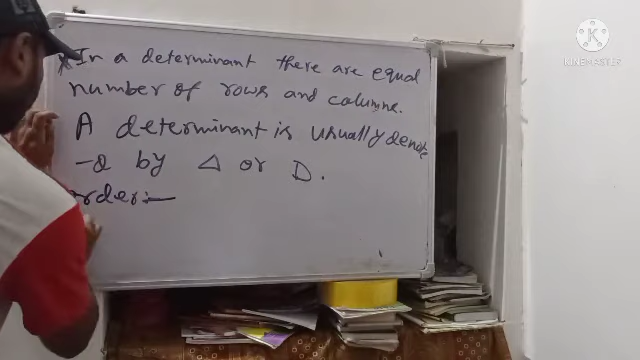 * In a determinant there are equal
number of rows and columns.
A determinant is usually denote
-d by △ or D.
order:-
K
KINEMASTER